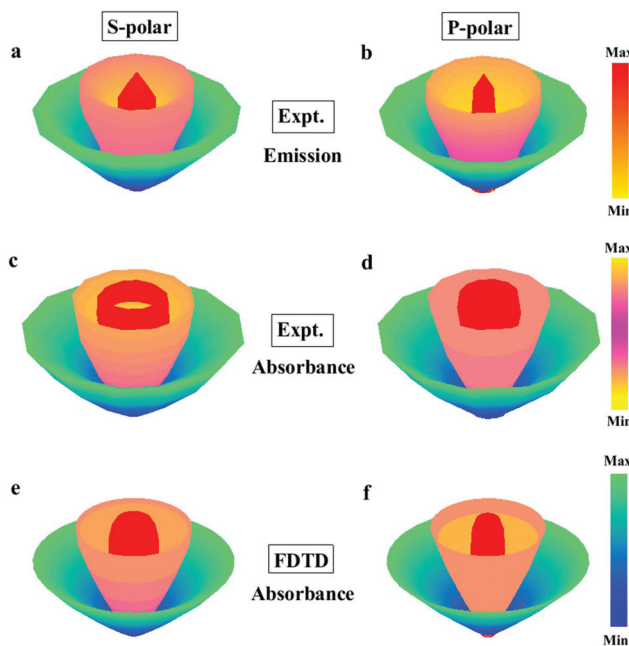 S-polar
P-polar
a
b
Max
Expt.
Emission
Min
c
d
Max
Expt.
Absorbance
Min
e
f
Max
FDTD
Absorbance
Min